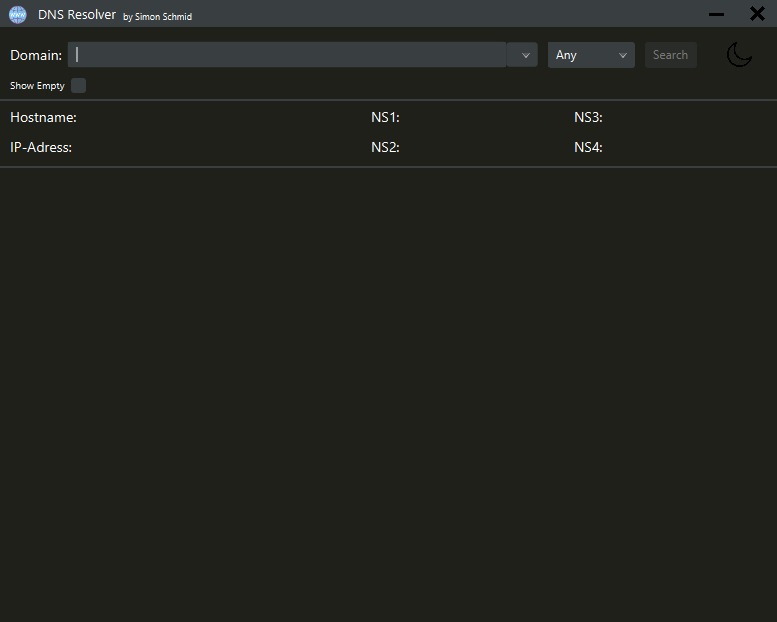 DNS Resolver by Simon Schmid
Domain: Any Search
Show Empty
Hostname: NS1: NS3:
IP-Adress: NS2: NS4: